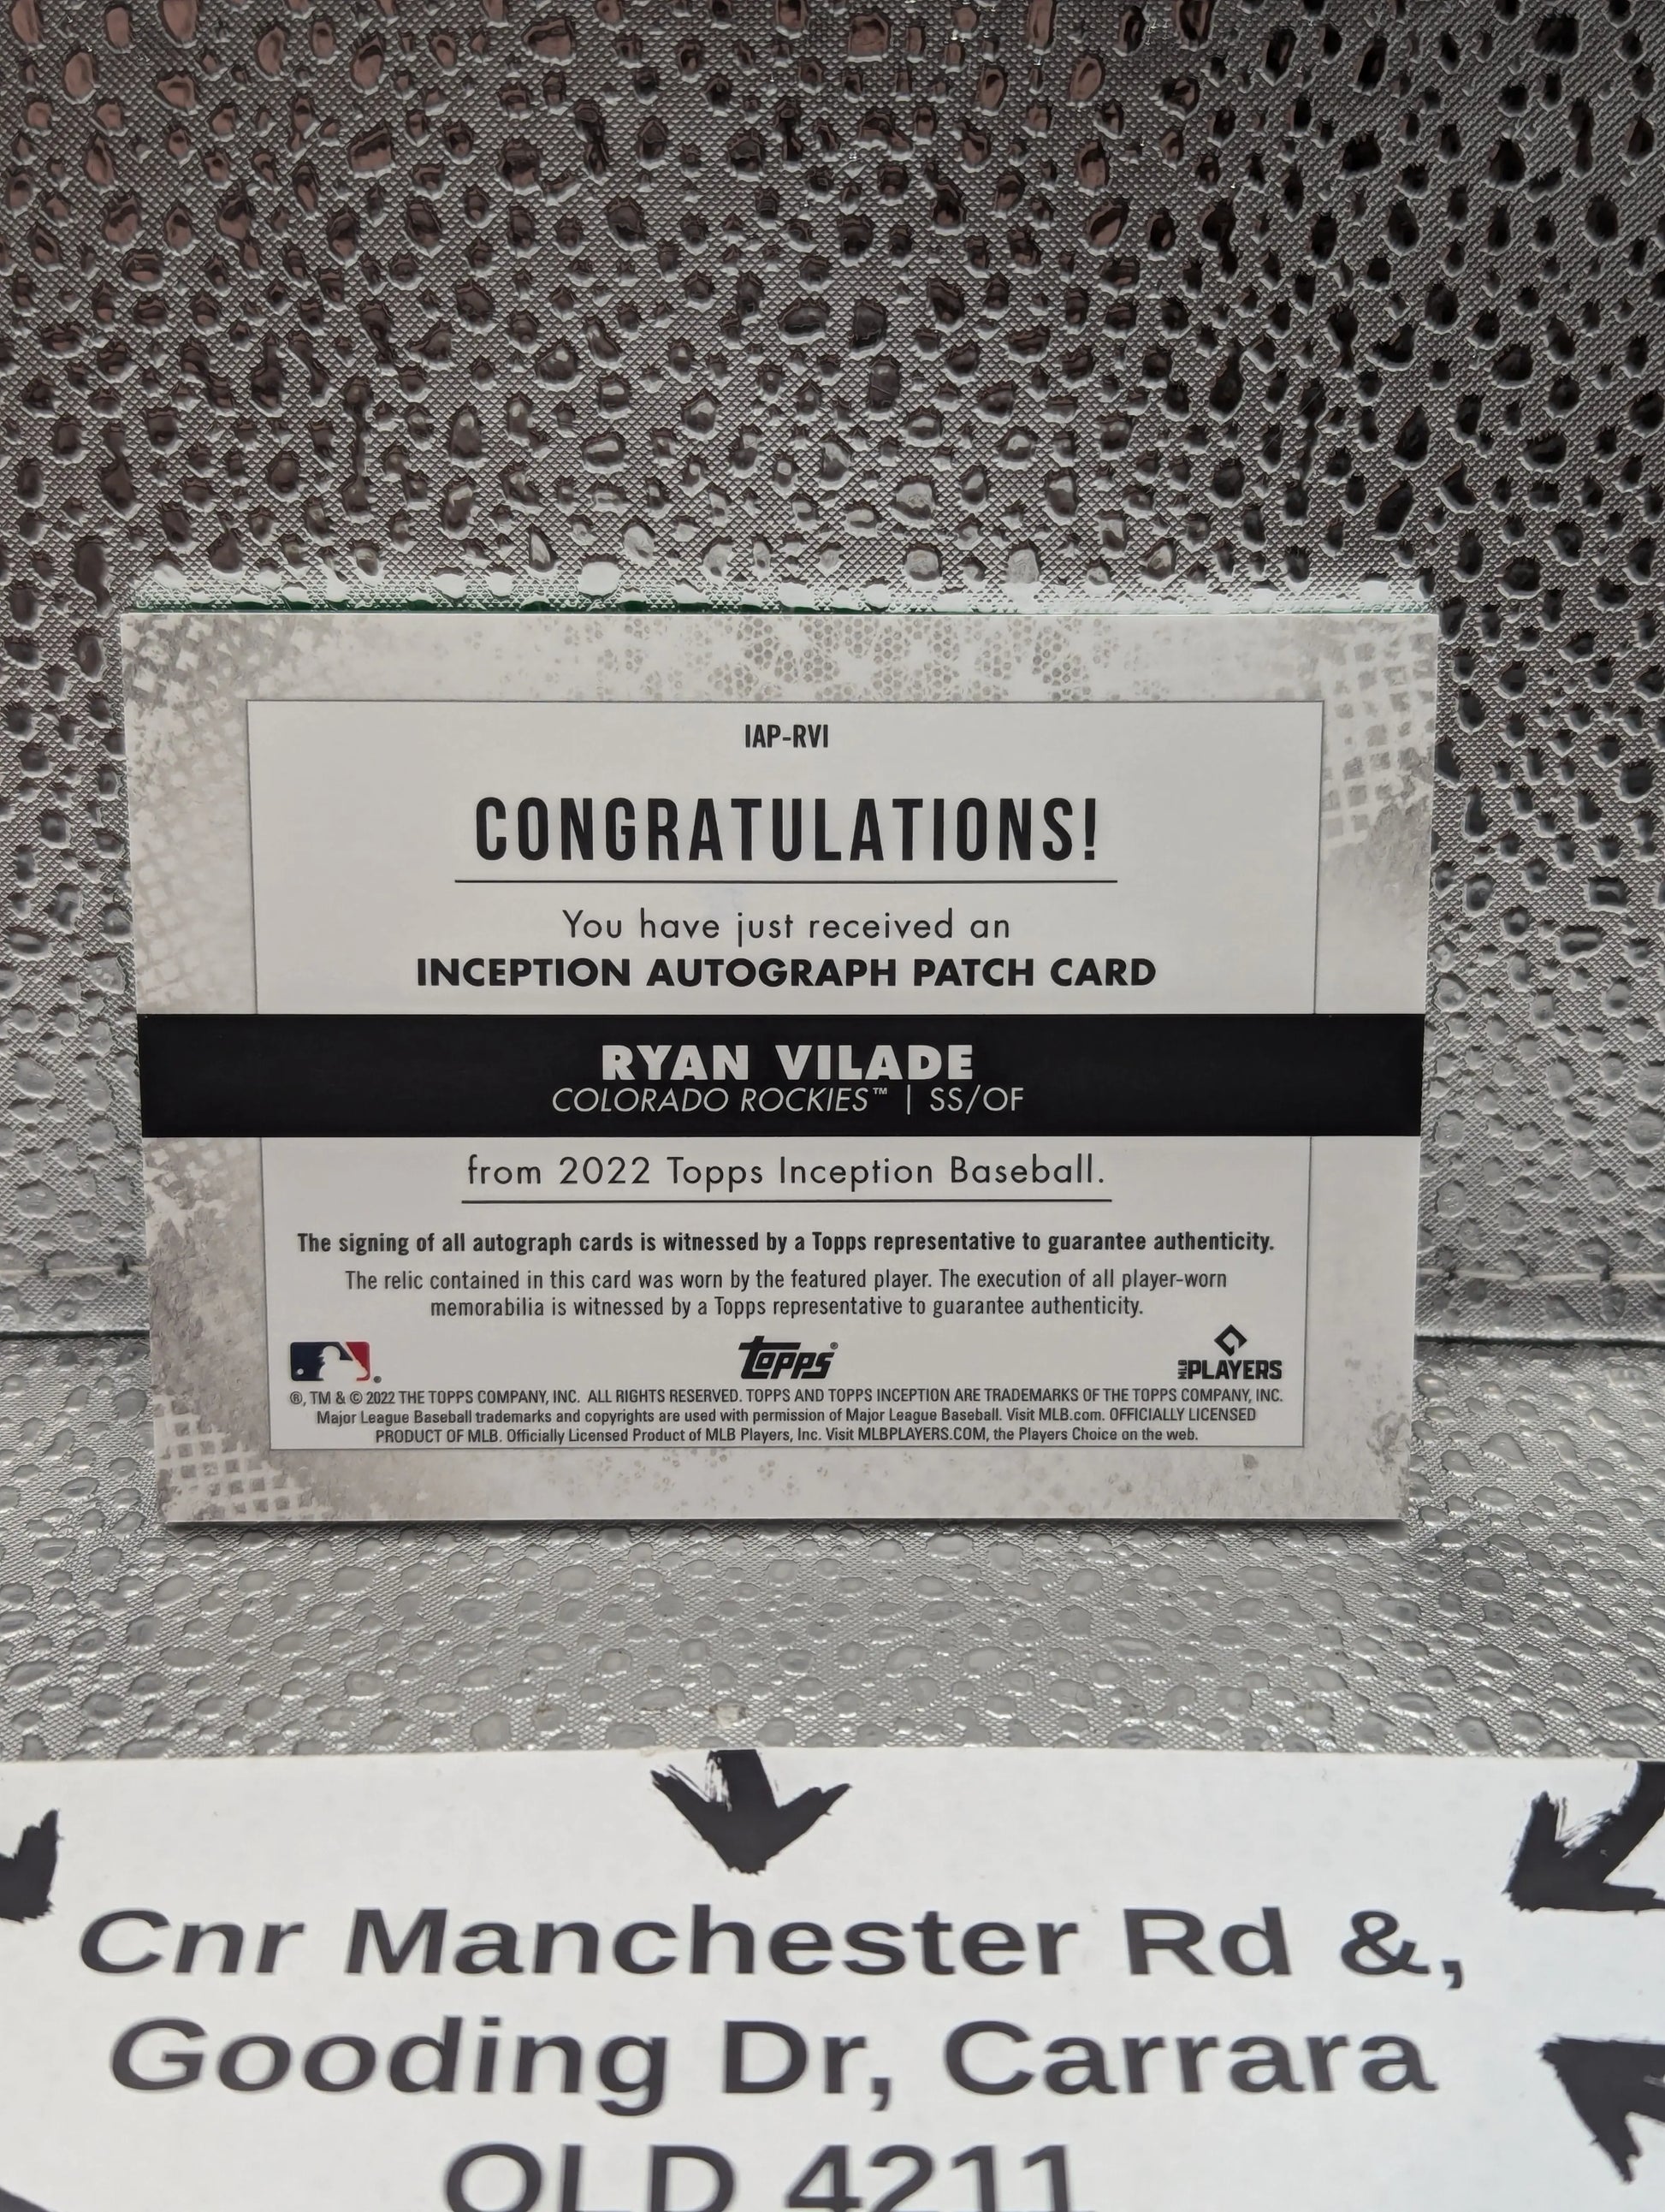 IAP-RVI
CONGRATULATIONS!
You have just received an
INCEPTION AUTOGRAPH PATCH CARD
RYAN VILADE
COLORADO ROCKIES™ | SS/OF
from 2022 Topps Inception Baseball.
The signing of all autograph cards is witnessed by a Topps representative to guarantee authenticity.
The relic contained in this card was worn by the featured player. The execution of all player-worn
memorabilia is witnessed by a Topps representative to guarantee authenticity.
topps®
MLB PLAYERS
®, TM & © 2022 THE TOPPS COMPANY, INC. ALL RIGHTS RESERVED. TOPPS AND TOPPS INCEPTION ARE TRADEMARKS OF THE TOPPS COMPANY, INC.
Major League Baseball trademarks and copyrights are used with permission of Major League Baseball. Visit MLB.com. OFFICIALLY LICENSED
PRODUCT OF MLB. Officially Licensed Product of MLB Players, Inc. Visit MLBPLAYERS.COM, the Players Choice on the web.
Cnr Manchester Rd &,
Gooding Dr, Carrara
QLD 4211